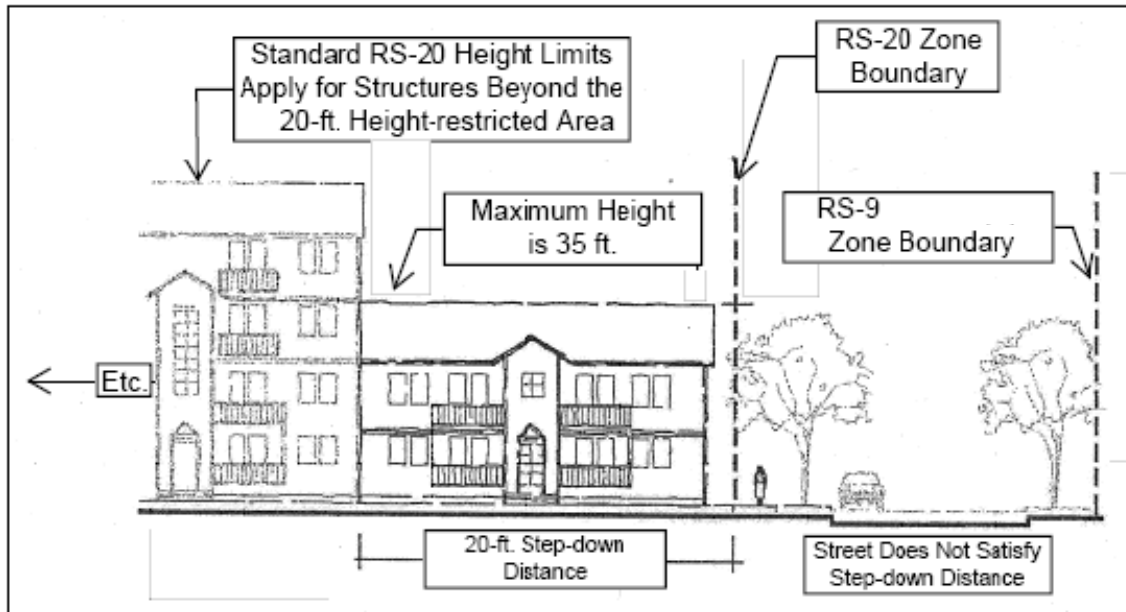 Standard RS-20 Height Limits
Apply for Structures Beyond the
20-ft. Height-restricted Area
RS-20 Zone
Boundary
Maximum Height
is 35 ft.
RS-9
Zone Boundary
Etc.
20-ft. Step-down
Distance
Street Does Not Satisfy
Step-down Distance